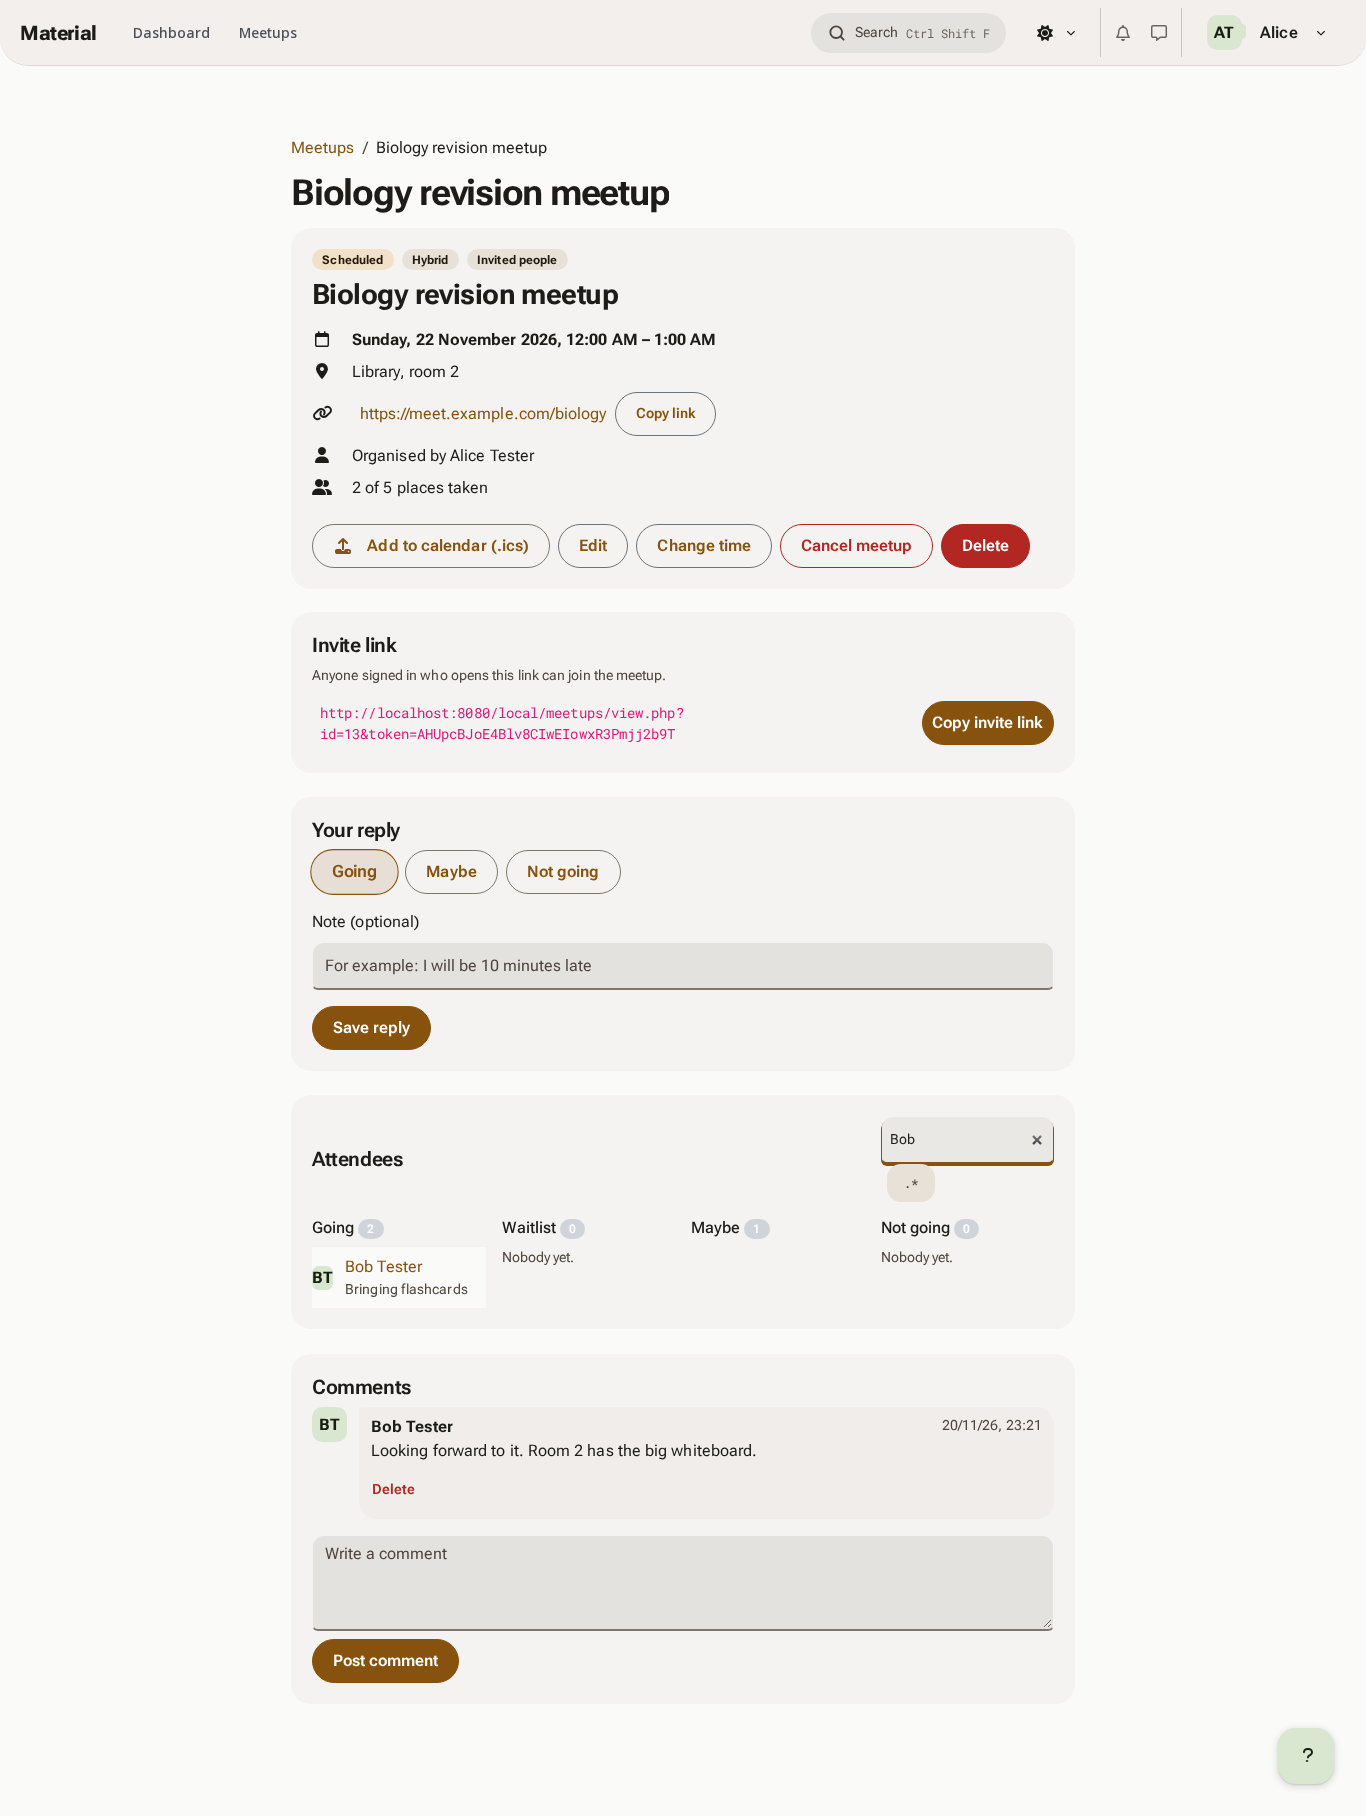 Material
Dashboard
Meetups
Search Ctrl Shift F
AT Alice
Meetups / Biology revision meetup
Biology revision meetup
Scheduled Hybrid Invited people
Biology revision meetup
Sunday, 22 November 2026, 12:00 AM – 1:00 AM
Library, room 2
https://meet.example.com/biology Copy link
Organised by Alice Tester
2 of 5 places taken
Add to calendar (.ics) Edit Change time Cancel meetup Delete
Invite link
Anyone signed in who opens this link can join the meetup.
http://localhost:8080/local/meetups/view.php?
id=13&token=AHUpcBJoE4Blv8CIwEIowxR3Pmjj2b9T
Copy invite link
Your reply
Going Maybe Not going
Note (optional)
For example: I will be 10 minutes late
Save reply
Attendees
Bob
.*
Going 2
BT Bob Tester
Bringing flashcards
Waitlist 0
Nobody yet.
Maybe 1
Not going 0
Nobody yet.
Comments
BT
Bob Tester 20/11/26, 23:21
Looking forward to it. Room 2 has the big whiteboard.
Delete
Write a comment
Post comment
?